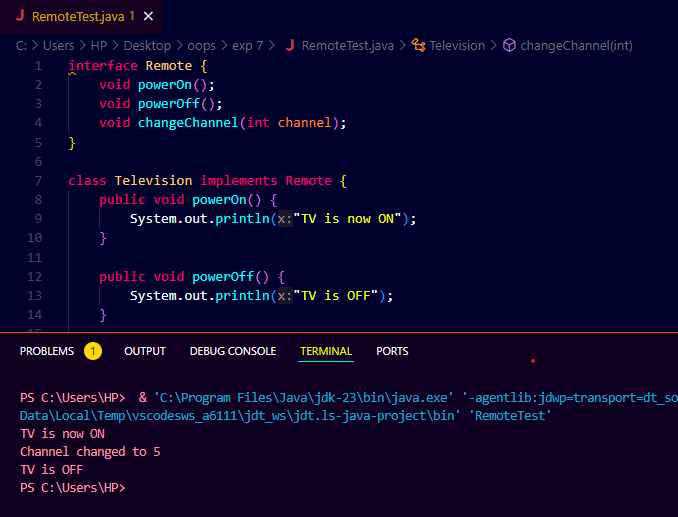 J RemoteTest.java 1 ×
C: > Users > HP > Desktop > oops > exp 7 > J RemoteTest.java > Television > changeChannel(int)
1 interface Remote {
2 void powerOn();
3 void powerOff();
4 void changeChannel(int channel);
5 }
6
7 class Television implements Remote {
8 public void powerOn() {
9 System.out.println(x:"TV is now ON");
10 }
11
12 public void powerOff() {
13 System.out.println(x:"TV is OFF");
14 }
PROBLEMS 1 OUTPUT DEBUG CONSOLE TERMINAL PORTS
PS C:\Users\HP> & 'C:\Program Files\Java\jdk-23\bin\java.exe' '-agentlib:jdwp=transport=dt_so
Data\Local\Temp\vscodesws_a6111\jdt_ws\jdt.ls-java-project\bin' 'RemoteTest'
TV is now ON
Channel changed to 5
TV is OFF
PS C:\Users\HP>